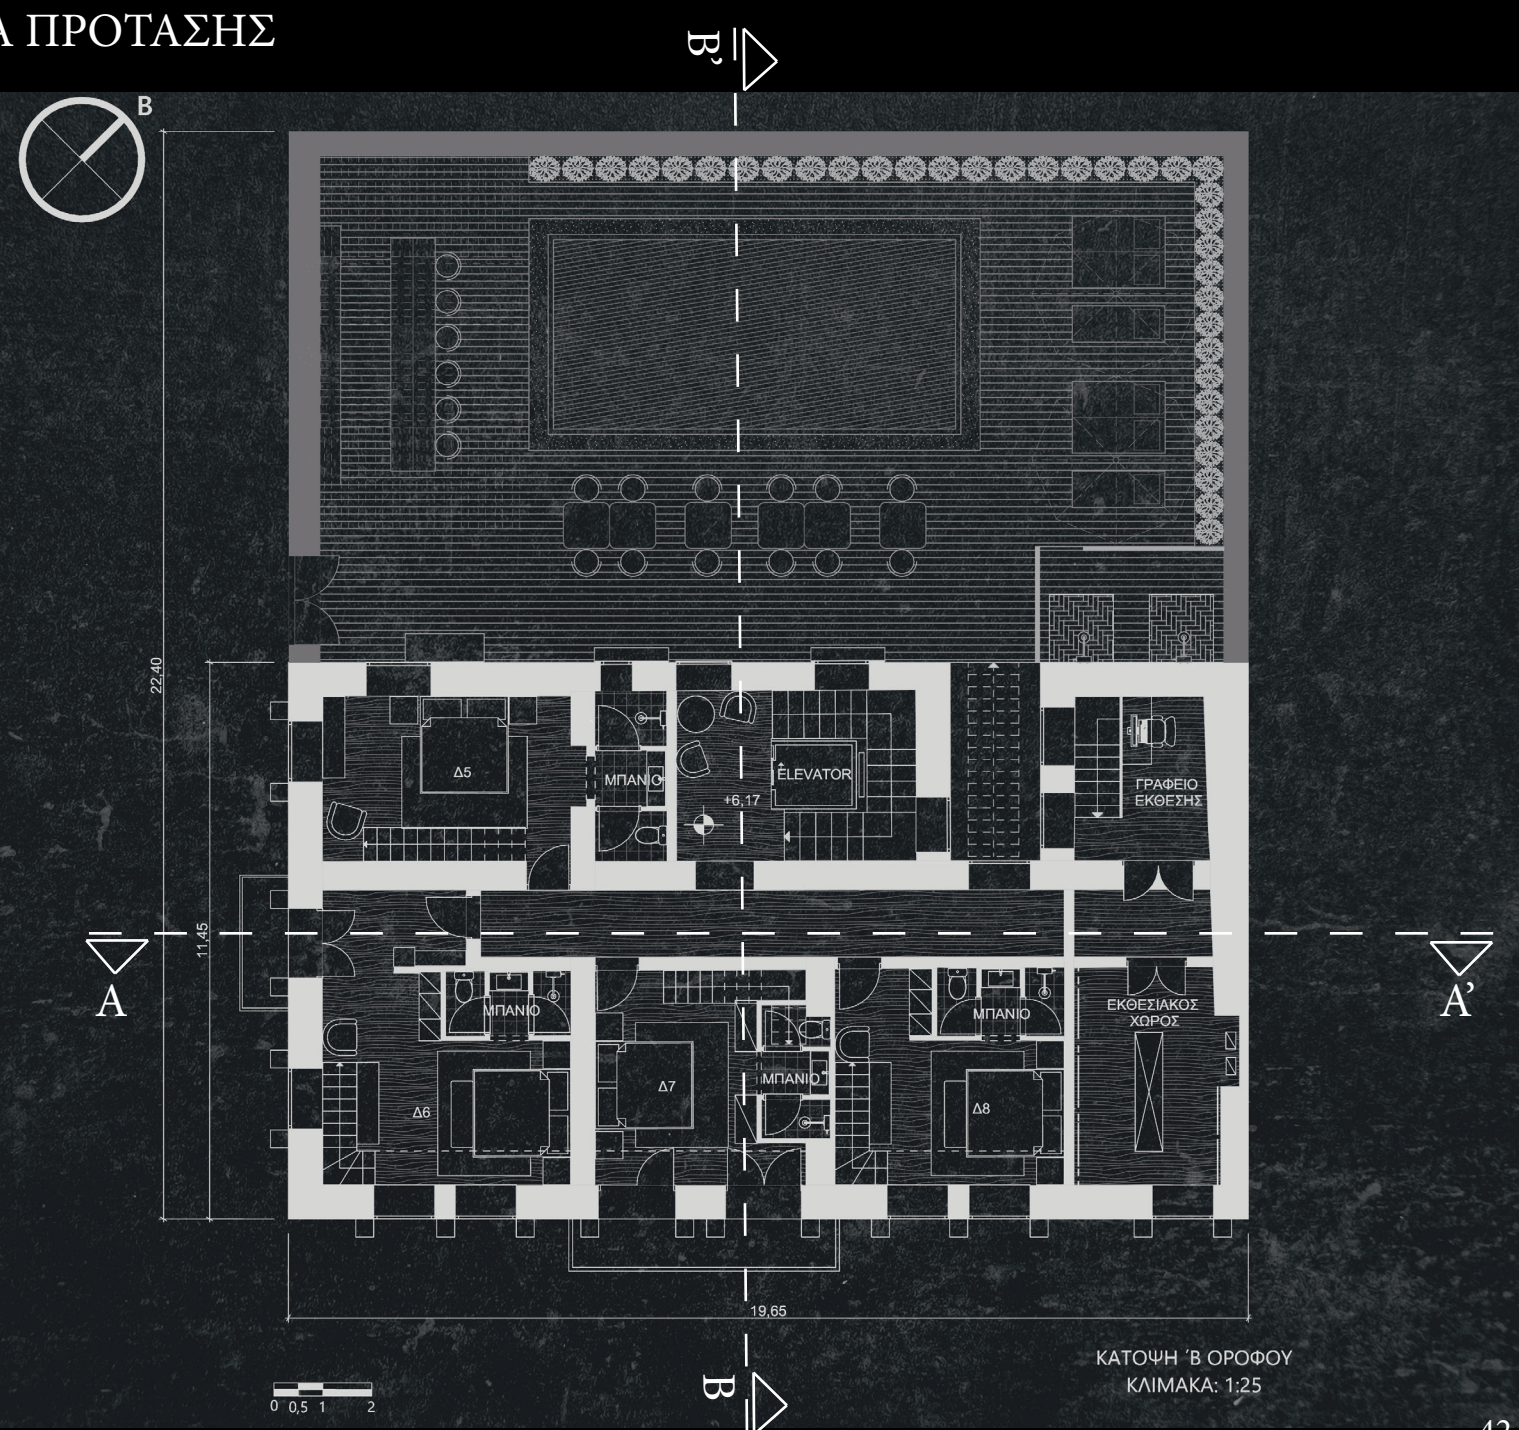 Α ΠΡΟΤΑΣΗΣ
Β'
Β
22,40
11,45
Δ5
ΜΠΑΝΙΟ
ELEVATOR
+6,17
ΓΡΑΦΕΙΟ
ΕΚΘΕΣΗΣ
Α
Α'
ΜΠΑΝΙΟ
ΜΠΑΝΙΟ
ΕΚΘΕΣΙΑΚΟΣ
ΧΩΡΟΣ
Δ6
Δ7
ΜΠΑΝΙΟ
Δ8
19,65
ΚΑΤΟΨΗ ΄Β ΟΡΟΦΟΥ
ΚΛΙΜΑΚΑ: 1:25
0 0,5 1 2
Β